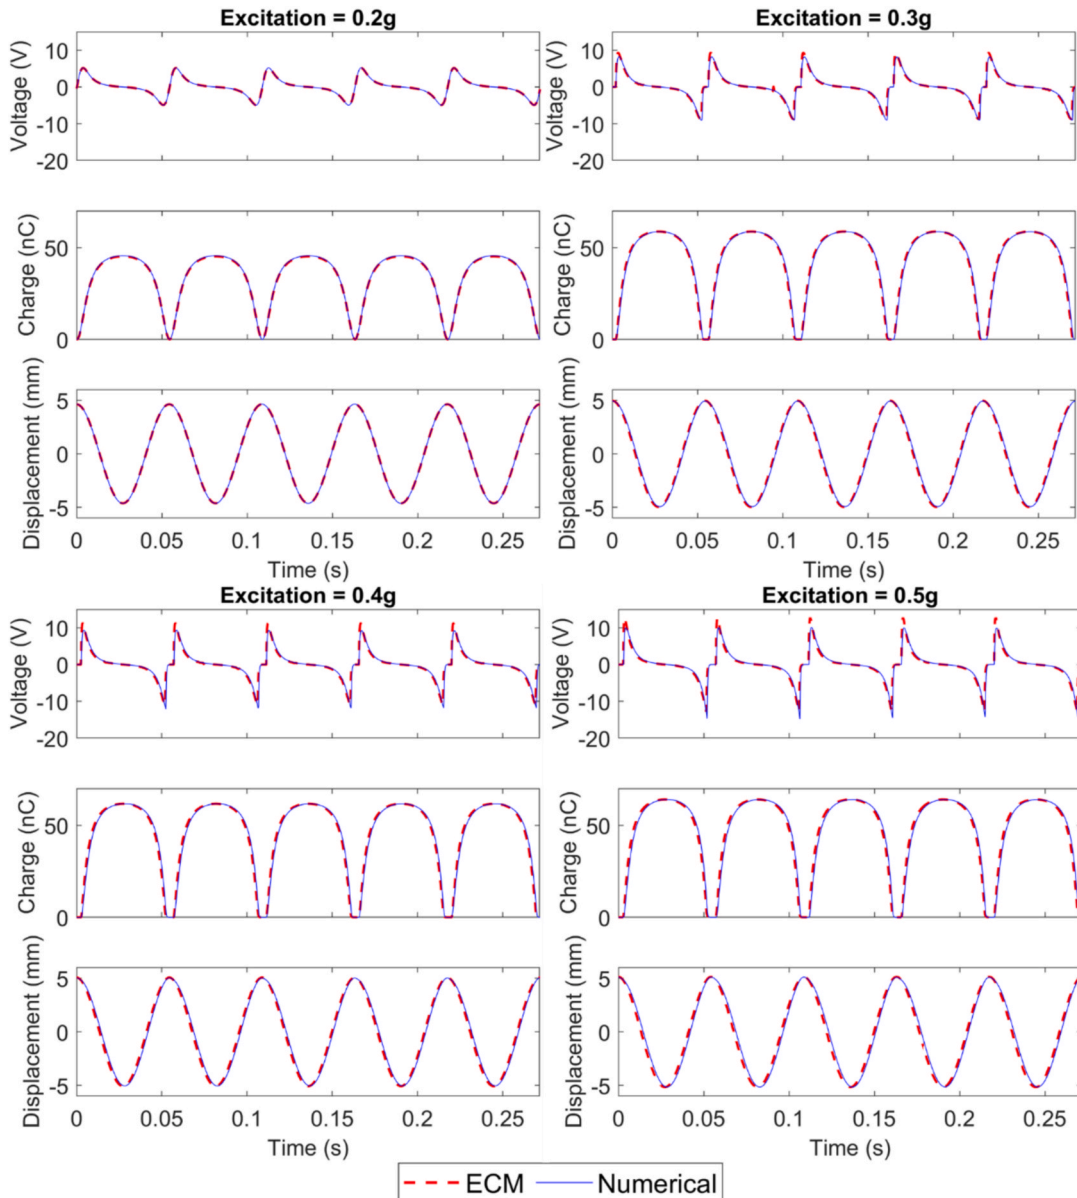 Excitation = 0.2g
Voltage (V)
10
0
-10
-20
Charge (nC)
50
0
Displacement (mm)
5
0
-5
0
0.05
0.1
0.15
0.2
0.25
Time (s)
Excitation = 0.3g
Voltage (V)
10
0
-10
-20
Charge (nC)
50
0
Displacement (mm)
5
0
-5
0
0.05
0.1
0.15
0.2
0.25
Time (s)
Excitation = 0.4g
Voltage (V)
10
0
-10
-20
Charge (nC)
50
0
Displacement (mm)
5
0
-5
0
0.05
0.1
0.15
0.2
0.25
Time (s)
Excitation = 0.5g
Voltage (V)
10
0
-10
-20
Charge (nC)
50
0
Displacement (mm)
5
0
-5
0
0.05
0.1
0.15
0.2
0.25
Time (s)
ECM Numerical